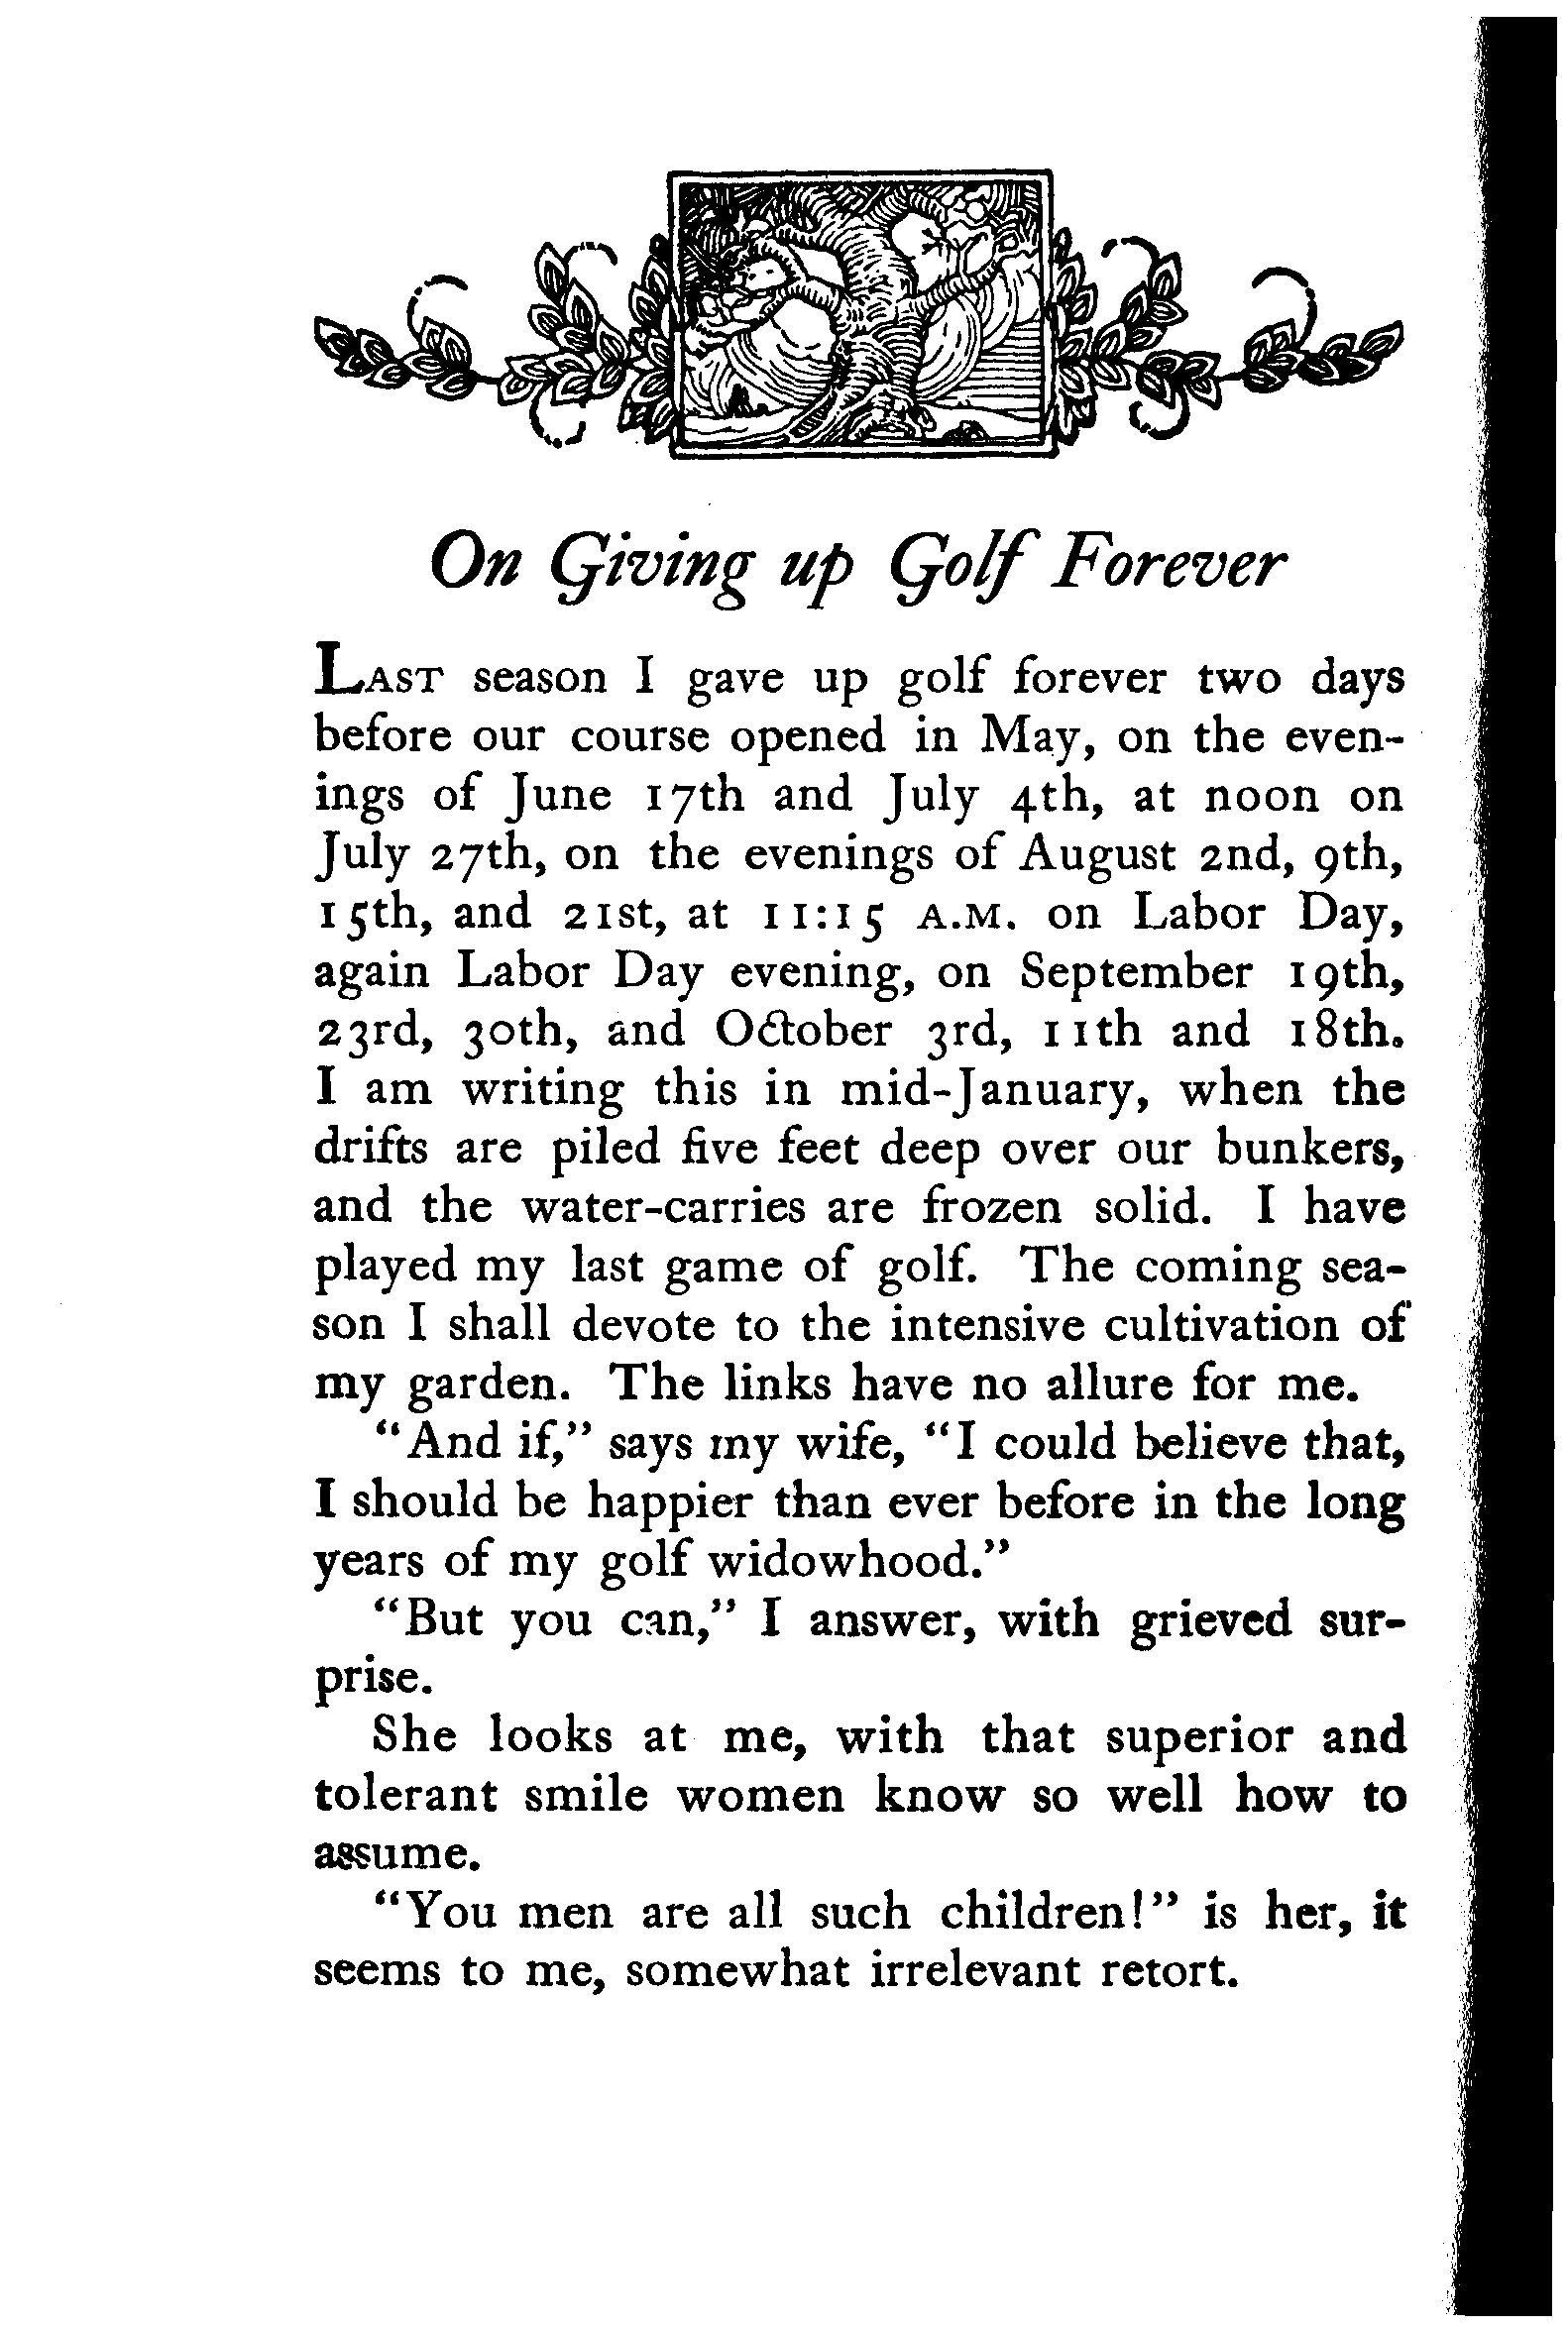 On Giving up Golf Forever
LAST season I gave up golf forever two days
before our course opened in May, on the even-
ings of June 17th and July 4th, at noon on
July 27th, on the evenings of August 2nd, 9th,
15th, and 21st, at 11:15 A.M. on Labor Day,
again Labor Day evening, on September 19th,
23rd, 30th, and October 3rd, 11th and 18th.
I am writing this in mid-January, when the
drifts are piled five feet deep over our bunkers,
and the water-carries are frozen solid. I have
played my last game of golf. The coming sea-
son I shall devote to the intensive cultivation of
my garden. The links have no allure for me.
"And if," says my wife, "I could believe that,
I should be happier than ever before in the long
years of my golf widowhood."
"But you can," I answer, with grieved sur-
prise.
She looks at me, with that superior and
tolerant smile women know so well how to
assume.
"You men are all such children!" is her, it
seems to me, somewhat irrelevant retort.